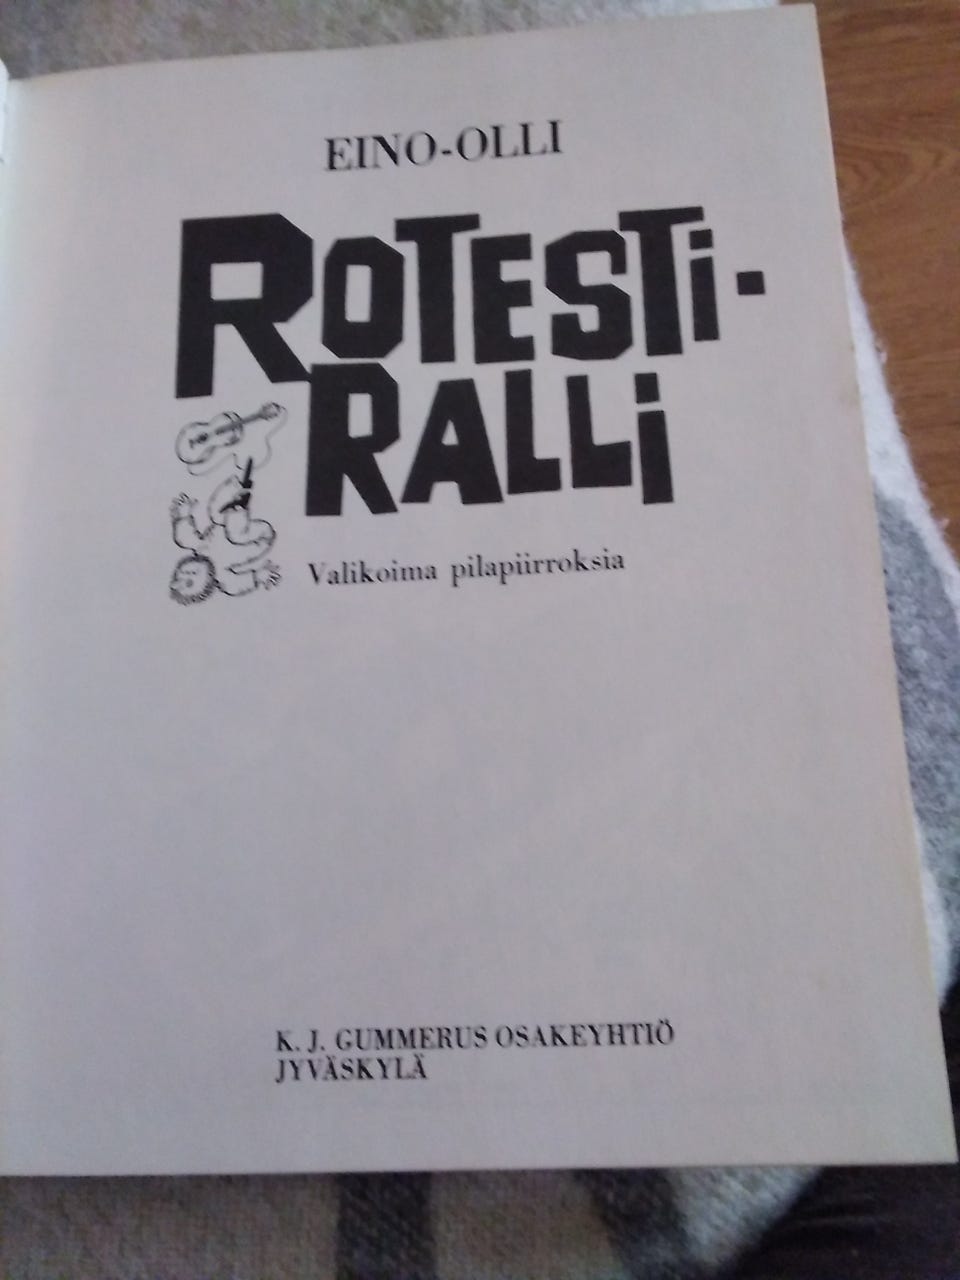 EINO-OLLI
ROTESTi-
RALLi
Valikoima pilapiirroksia
K. J. GUMMERUS OSAKEYHTIÖ
JYVÄSKYLÄ